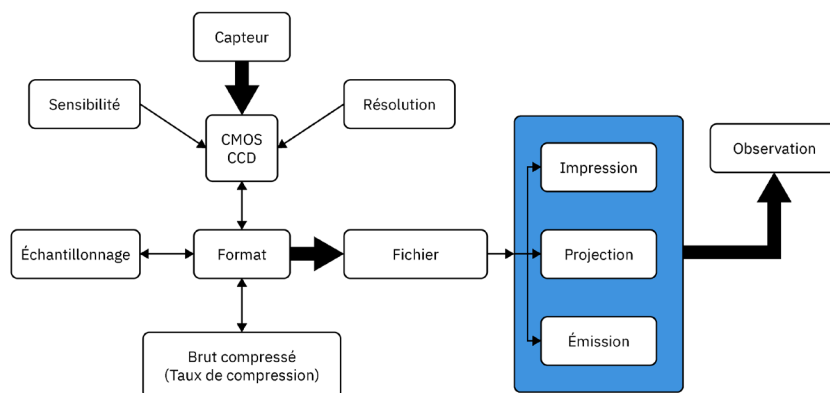 Capteur
Sensibilité
CMOS
CCD
Résolution
Impression
Observation
Échantillonnage
Format
Fichier
Projection
Émission
Brut compressé
(Taux de compression)